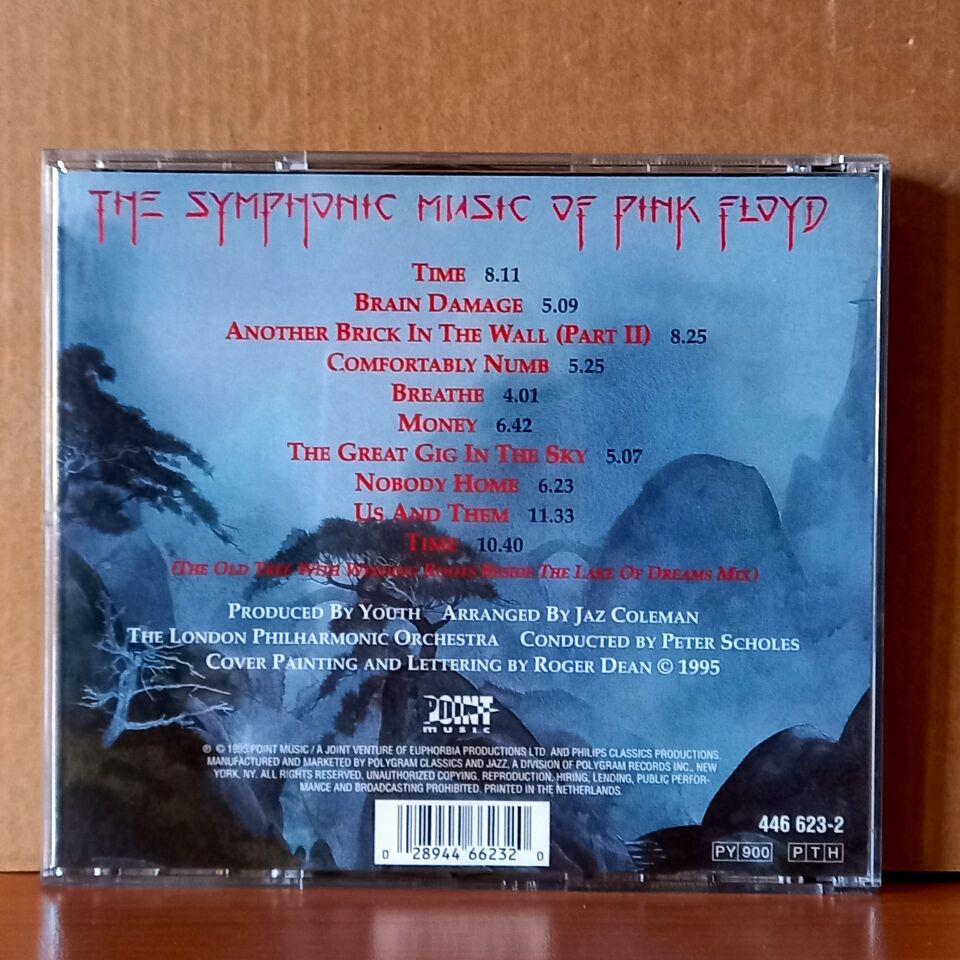 THE SYMPHONIC MUSIC OF PINK FLOYD
TIME 8.11
BRAIN DAMAGE 5.09
ANOTHER BRICK IN THE WALL (PART II) 8.25
COMFORTABLY NUMB 5.25
BREATHE 4.01
MONEY 6.42
THE GREAT GIG IN THE SKY 5.07
NOBODY HOME 6.23
US AND THEM 11.33
TIME 10.40
(THE OLD TREE WITH WINDING ROOTS BESIDE THE LAKE OF DREAMS MIX)
PRODUCED BY YOUTH ARRANGED BY JAZ COLEMAN
THE LONDON PHILHARMONIC ORCHESTRA CONDUCTED BY PETER SCHOLES
COVER PAINTING AND LETTERING BY ROGER DEAN © 1995
POINT
MUSIC
℗ © 1995 POINT MUSIC / A JOINT VENTURE OF EUPHORBIA PRODUCTIONS LTD. AND PHILIPS CLASSICS PRODUCTIONS.
MANUFACTURED AND MARKETED BY POLYGRAM CLASSICS AND JAZZ, A DIVISION OF POLYGRAM RECORDS INC., NEW
YORK, NY. ALL RIGHTS RESERVED. UNAUTHORIZED COPYING, REPRODUCTION, HIRING, LENDING, PUBLIC PERFOR-
MANCE AND BROADCASTING PROHIBITED. PRINTED IN THE NETHERLANDS.
446 623-2
0 28944 66232 0
PY 900 P T H